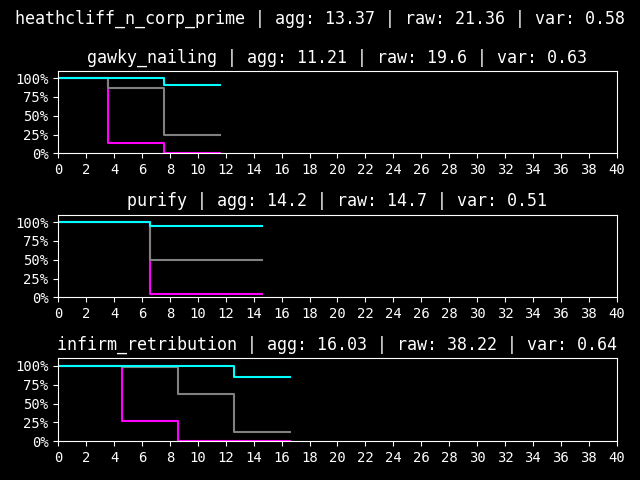 heathcliff_n_corp_prime | agg: 13.37 | raw: 21.36 | var: 0.58
gawky_nailing | agg: 11.21 | raw: 19.6 | var: 0.63
100%
75%
50%
25%
0%
0 2 4 6 8 10 12 14 16 18 20 22 24 26 28 30 32 34 36 38 40
purify | agg: 14.2 | raw: 14.7 | var: 0.51
100%
75%
50%
25%
0%
0 2 4 6 8 10 12 14 16 18 20 22 24 26 28 30 32 34 36 38 40
infirm_retribution | agg: 16.03 | raw: 38.22 | var: 0.64
100%
75%
50%
25%
0%
0 2 4 6 8 10 12 14 16 18 20 22 24 26 28 30 32 34 36 38 40